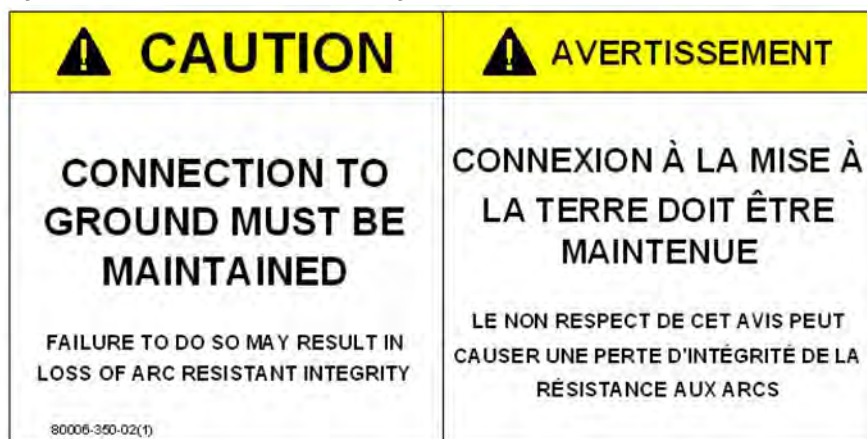 CAUTION
CONNECTION TO
GROUND MUST BE
MAINTAINED
FAILURE TO DO SO MAY RESULT IN
LOSS OF ARC RESISTANT INTEGRITY
80006-350-02(1)
AVERTISSEMENT
CONNEXION À LA MISE À
LA TERRE DOIT ÊTRE
MAINTENUE
LE NON RESPECT DE CET AVIS PEUT
CAUSER UNE PERTE D'INTÉGRITÉ DE LA
RÉSISTANCE AUX ARCS